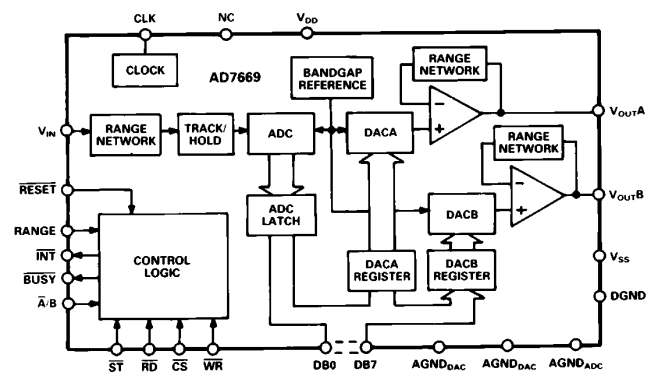 CLK NC VDD
CLOCK
AD7669
BANDGAP
REFERENCE
RANGE
NETWORK
VIN
RANGE
NETWORK
TRACK/
HOLD
ADC
DACA
−
+
VOUTA
RANGE
NETWORK
RESET
ADC
LATCH
DACB
−
+
VOUTB
RANGE
INT
BUSY
A/B
CONTROL
LOGIC
DACA
REGISTER
DACB
REGISTER
VSS
DGND
ST RD CS WR
DB0 DB7
AGNDDAC AGNDDAC AGNDADC